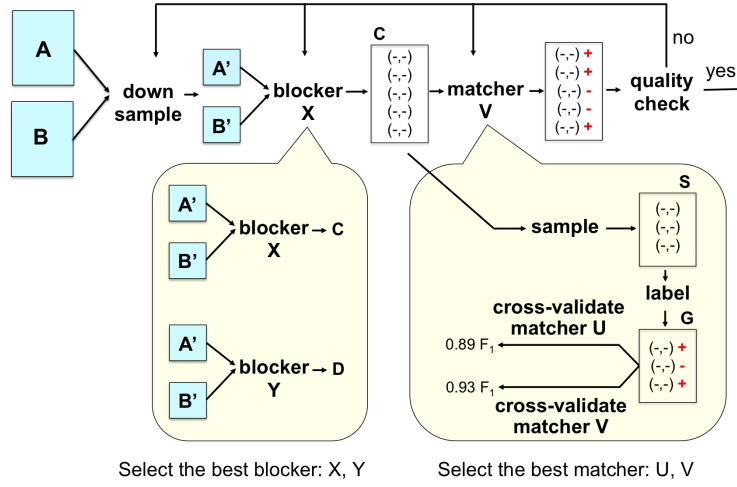 A
B
down
sample
A'
B'
blocker
X
C
(-,-)
(-,-)
(-,-)
(-,-)
(-,-)
matcher
V
(-,-) +
(-,-) +
(-,-) -
(-,-) -
(-,-) +
quality
check
no
yes
A'
B'
blocker
X
C
A'
B'
blocker
Y
D
sample
S
(-,-)
(-,-)
(-,-)
label
G
(-,-) +
(-,-) -
(-,-) +
cross-validate
matcher U
0.89 F1
0.93 F1
cross-validate
matcher V
Select the best blocker: X, Y
Select the best matcher: U, V